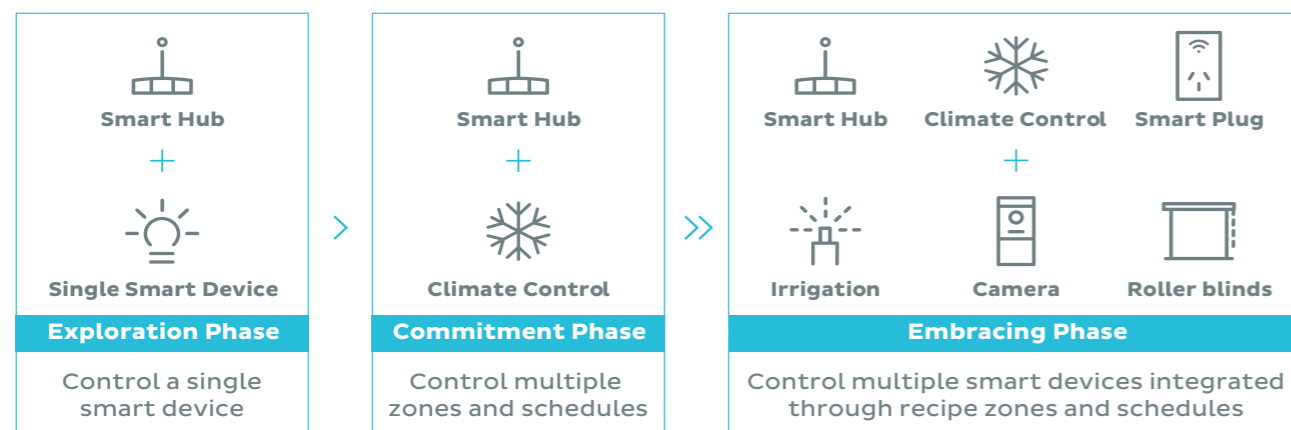 Smart Hub
+
Single Smart Device
Exploration Phase
Control a single
smart device
>
Smart Hub
+
Climate Control
Commitment Phase
Control multiple
zones and schedules
>>
Smart Hub
Climate Control
Smart Plug
+
Irrigation
Camera
Roller blinds
Embracing Phase
Control multiple smart devices integrated
through recipe zones and schedules